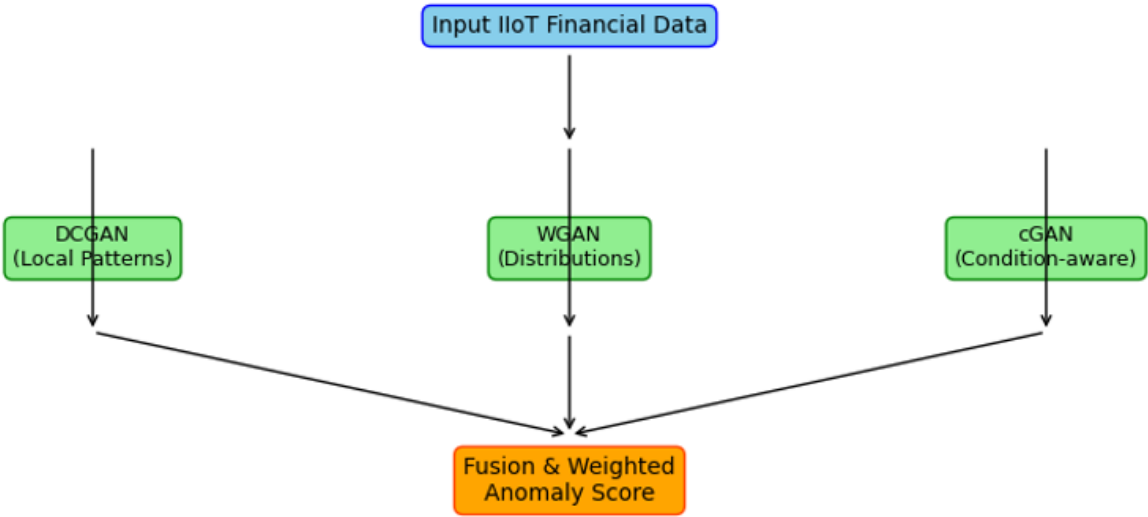 Input IIoT Financial Data
DCGAN
(Local Patterns)
WGAN
(Distributions)
cGAN
(Condition-aware)
Fusion & Weighted
Anomaly Score